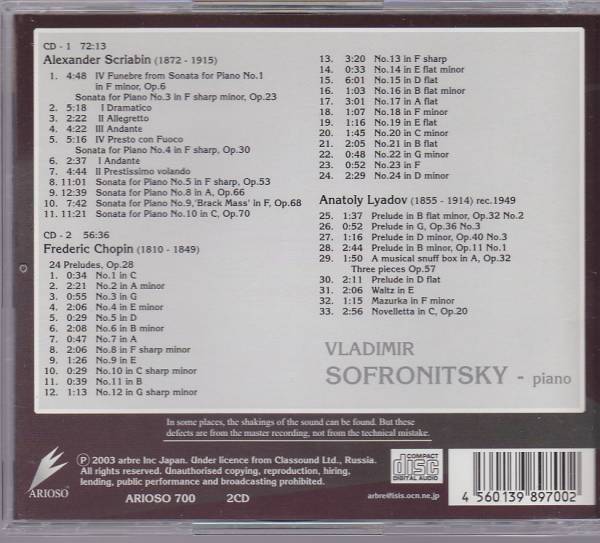 CD - 1   72:13
Alexander Scriabin (1872 - 1915)
1.   4:48   IV Funebre from Sonata for Piano No.1
in F minor, Op.6
Sonata for Piano No.3 in F sharp minor, Op.23
2.   5:18   I Dramatico
3.   2:22   II Allegretto
4.   4:22   III Andante
5.   5:16   IV Presto con Fuoco
Sonata for Piano No.4 in F sharp, Op.30
6.   2:37   I Andante
7.   4:44   II Prestissimo volando
8.   11:01   Sonata for Piano No.5 in F sharp, Op.53
9.   12:39   Sonata for Piano No.8 in A, Op.66
10.   7:42   Sonata for Piano No.9,'Brack Mass' in F, Op.68
11.   11:21   Sonata for Piano No.10 in C, Op.70
CD - 2   56:36
Frederic Chopin (1810 - 1849)
24 Preludes, Op.28
1.   0:34   No.1 in C
2.   2:21   No.2 in A minor
3.   0:55   No.3 in G
4.   2:06   No.4 in E minor
5.   0:29   No.5 in D
6.   2:08   No.6 in B minor
7.   0:47   No.7 in A
8.   2:06   No.8 in F sharp minor
9.   1:26   No.9 in E
10.   0:29   No.10 in C sharp minor
11.   0:39   No.11 in B
12.   1:13   No.12 in G sharp minor
13.   3:20   No.13 in F sharp
14.   0:33   No.14 in E flat minor
15.   6:01   No.15 in D flat
16.   1:03   No.16 in B flat minor
17.   3:01   No.17 in A flat
18.   1:07   No.18 in F minor
19.   1:16   No.19 in E flat
20.   1:45   No.20 in C minor
21.   2:05   No.21 in B flat
22.   0:48   No.22 in G minor
23.   0:52   No.23 in F
24.   2:29   No.24 in D minor
Anatoly Lyadov (1855 - 1914) rec.1949
25.   1:37   Prelude in B flat minor, Op.32 No.2
26.   0:52   Prelude in G, Op.36 No.3
27.   1:16   Prelude in D minor, Op.40 No.3
28.   2:44   Prelude in B minor, Op.11 No.1
29.   1:50   A musical snuff box in A, Op.32
Three pieces Op.57
30.   2:11   Prelude in D flat
31.   2:06   Waltz in E
32.   1:15   Mazurka in F minor
33.   2:56   Novelletta in C, Op.20
VLADIMIR
SOFRONITSKY - piano
In some places, the shakings of the sound can be found. But these
defects are from the master recording, not from the technical mistake.
ARIOSO
℗ 2003 arbre Inc Japan. Under licence from Classound Ltd., Russia.
All rights reserved. Unauthorised copying, reproduction, hiring,
lending, public performance and broadcasting prohibited.
ARIOSO 700   2CD
COMPACT
disc
DIGITAL AUDIO
arbre@isis.ocn.ne.jp
4 560139 897002